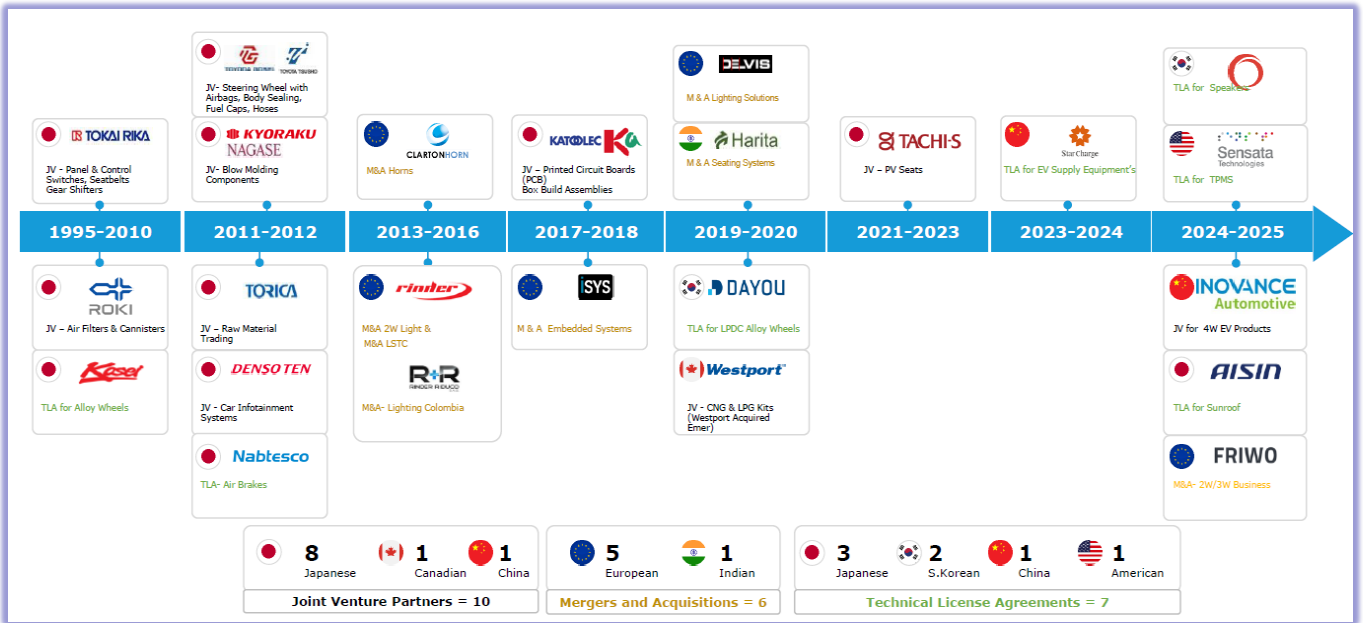 TOYODA GOSEI
TOYOTA TSUSHO
JV- Steering Wheel with
Airbags, Body Sealing,
Fuel Caps, Hoses
TOKAI RIKA
JV - Panel & Control
Switches, Seatbelts
Gear Shifters
KYORAKU
NAGASE
JV- Blow Molding
Components
CLARTONHORN
M&A Horns
KATOLEC
JV – Printed Circuit Boards
(PCB)
Box Build Assemblies
M & A Lighting Solutions
Harita
M & A Seating Systems
TACHI-S
JV – PV Seats
Star Charge
TLA for EV Supply Equipment's
TLA for Speakers
Sensata
Technologies
TLA for TPMS
1995-2010
2011-2012
2013-2016
2017-2018
2019-2020
2021-2023
2023-2024
2024-2025
ROKI
JV – Air Filters & Cannisters
Kosei
TLA for Alloy Wheels
TORICA
JV – Raw Material
Trading
DENSO TEN
JV - Car Infotainment
Systems
Nabtesco
TLA- Air Brakes
rinder
M&A 2W Light &
M&A LSTC
R+R
RINDER RIDUCO
M&A- Lighting Colombia
iSYS
M & A Embedded Systems
DAYOU
TLA for LPDC Alloy Wheels
Westport
JV - CNG & LPG Kits
(Westport Acquired
Emer)
INOVANCE
Automotive
JV for 4W EV Products
AISIN
TLA for Sunroof
FRIWO
M&A- 2W/3W Business
8
Japanese
1
Canadian
1
China
Joint Venture Partners = 10
5
European
1
Indian
Mergers and Acquisitions = 6
3
Japanese
2
S.Korean
1
China
1
American
Technical License Agreements = 7